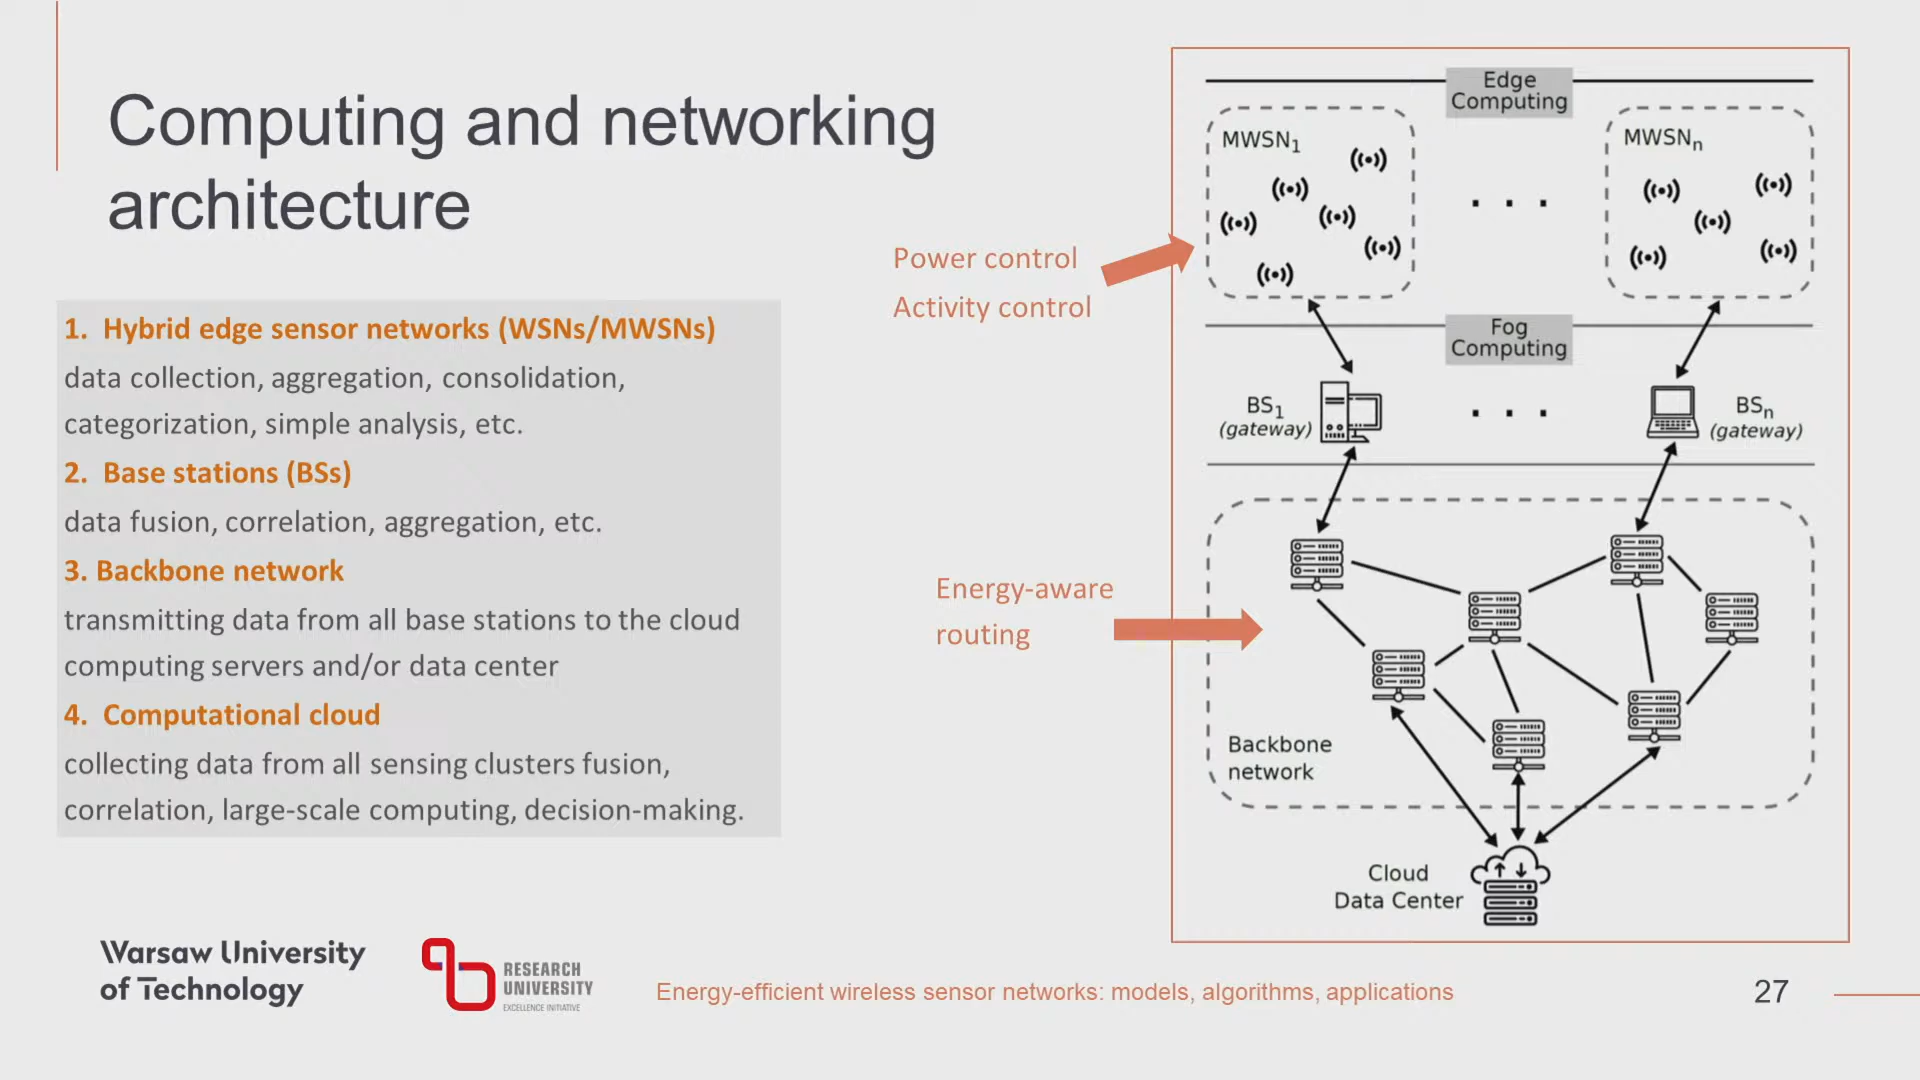 Computing and networking
architecture
1. Hybrid edge sensor networks (WSNs/MWSNs)
data collection, aggregation, consolidation,
categorization, simple analysis, etc.
2. Base stations (BSs)
data fusion, correlation, aggregation, etc.
3. Backbone network
transmitting data from all base stations to the cloud
computing servers and/or data center
4. Computational cloud
collecting data from all sensing clusters fusion,
correlation, large-scale computing, decision-making.
Power control
Activity control
Energy-aware
routing
Edge
Computing
MWSN1
MWSNn
. . .
Fog
Computing
BS1
(gateway)
. . .
BSn
(gateway)
Backbone
network
Cloud
Data Center
Warsaw University
of Technology
RESEARCH
UNIVERSITY
EXCELLENCE INITIATIVE
Energy-efficient wireless sensor networks: models, algorithms, applications
27